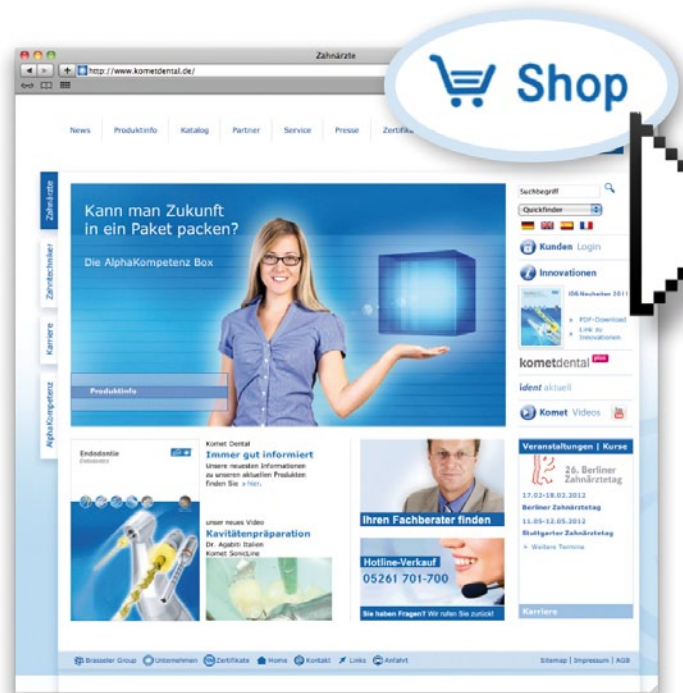 Zahnärzte
http://www.kometdental.de/
Shop
News
Produktinfo
Katalog
Partner
Service
Presse
Zahnärzte
Zahntechniker
Karriere
AlphaKompetenz
Kann man Zukunft
in ein Paket packen?
Die AlphaKompetenz Box
Produktinfo
Suchbegriff
Quickfinder
Kunden Login
Innovationen
PDF-Download
Link zu
Innovationen
kometdental plus
ident aktuell
Komet Videos
Endodontie
Endodontics
Komet Dental
Immer gut informiert
Unsere neuesten Informationen
zu unseren aktuellen Produkten
finden Sie » hier.
unser neues Video
Kavitätenpräparation
Dr. Agabiti Italien
Komet SonicLine
Ihren Fachberater finden
Hotline-Verkauf
05261 701-700
Sie haben Fragen? Wir rufen Sie zurück!
Veranstaltungen | Kurse
26. Berliner
Zahnärztetag
17.02-18.02.2012
Berliner Zahnärztetag
11.05-12.05.2012
Stuttgarter Zahnärztetag
» Weitere Termine
Karriere
Brasseler Group
Unternehmen
Zertifikate
Home
Kontakt
Links
Anfahrt
Sitemap | Impressum | AGB